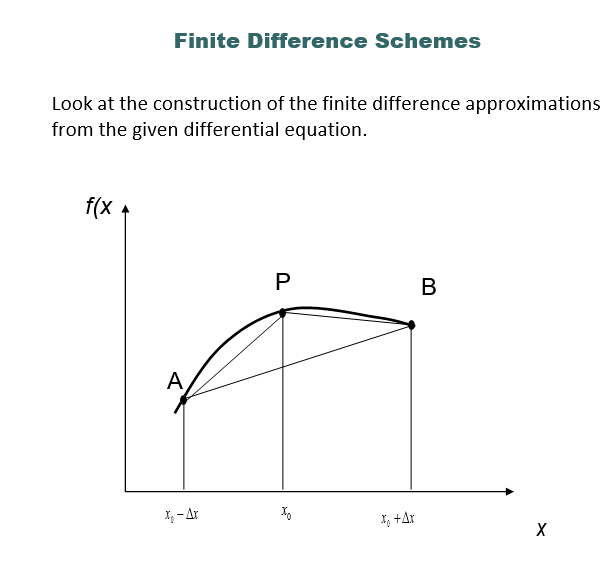 Finite Difference Schemes
Look at the construction of the finite difference approximations
from the given differential equation.
f(x
P
B
A
x₀ − Δx
x₀
x₀ + Δx
x